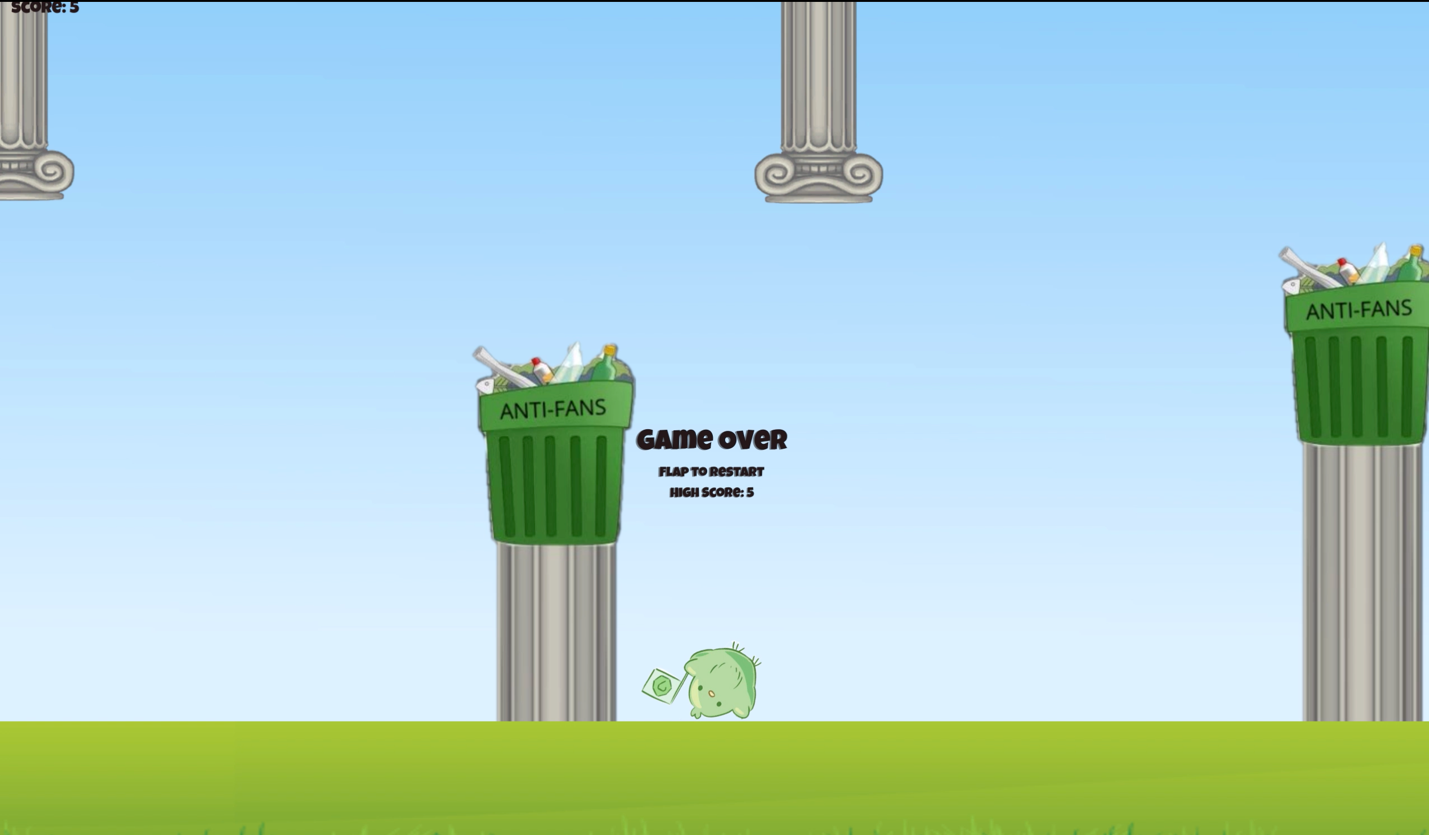 SCORE: 5
ANTI-FANS
ANTI-FANS
GAME OVER
FLAP TO RESTART
HIGH SCORE: 5